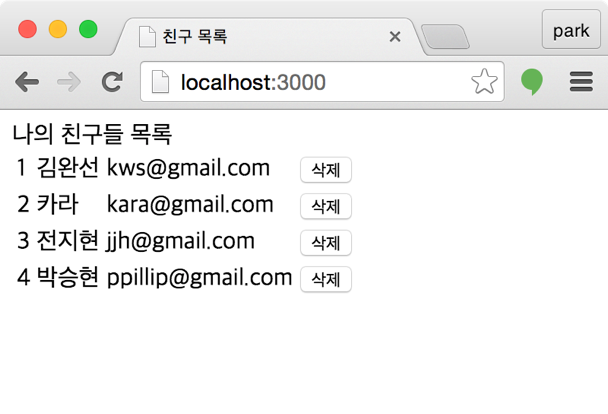 친구 목록
park
localhost:3000
나의 친구들 목록
1 김완선 kws@gmail.com 삭제
2 카라 kara@gmail.com 삭제
3 전지현 jjh@gmail.com 삭제
4 박승현 ppillip@gmail.com 삭제